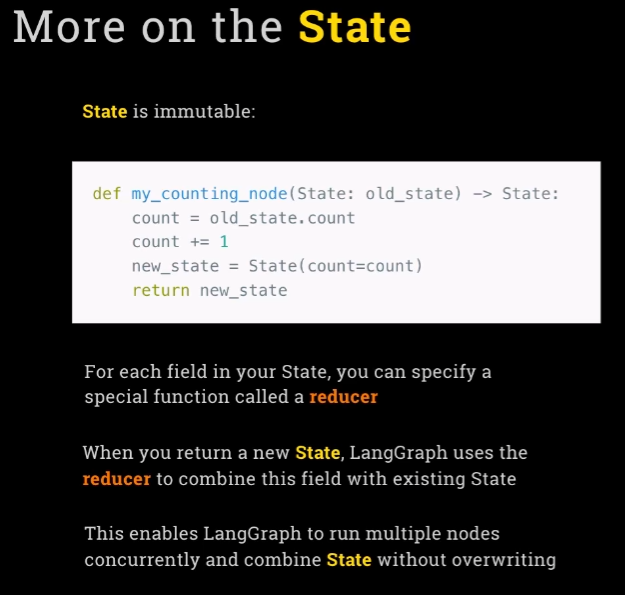 More on the State
State is immutable:
def my_counting_node(State: old_state) -> State:
    count = old_state.count
    count += 1
    new_state = State(count=count)
    return new_state
For each field in your State, you can specify a
special function called a reducer
When you return a new State, LangGraph uses the
reducer to combine this field with existing State
This enables LangGraph to run multiple nodes
concurrently and combine State without overwriting